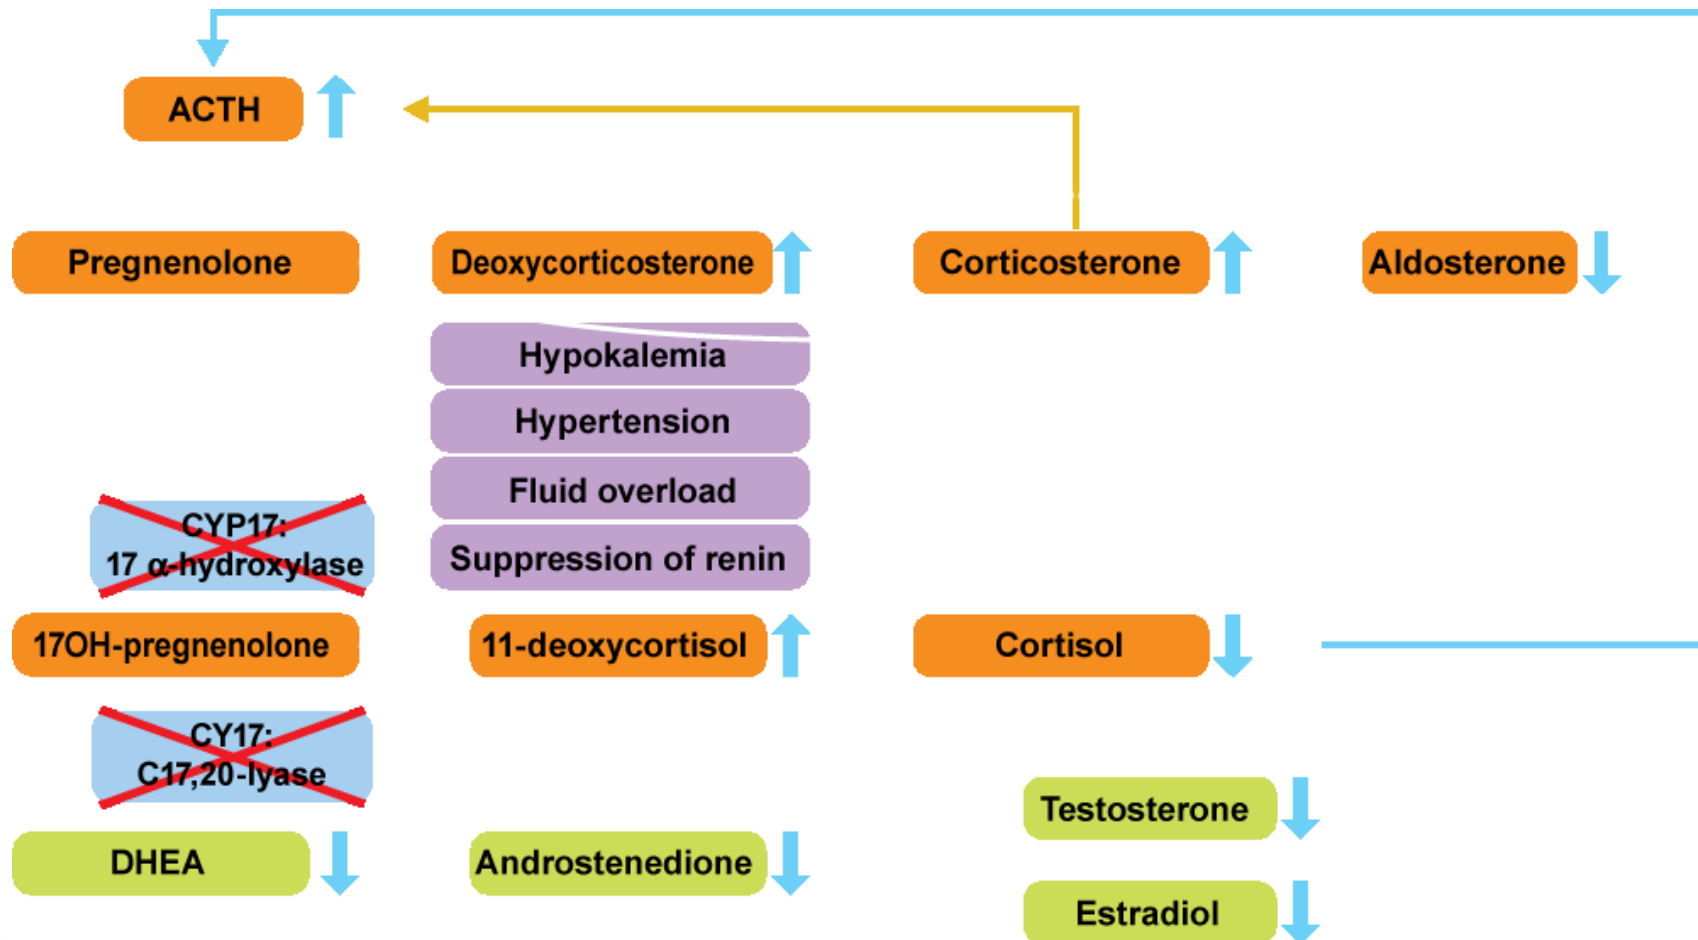 ACTH
Pregnenolone
Deoxycorticosterone
Corticosterone
Aldosterone
Hypokalemia
Hypertension
Fluid overload
Suppression of renin
CYP17:
17 α-hydroxylase
17OH-pregnenolone
11-deoxycortisol
Cortisol
CY17:
C17,20-lyase
Testosterone
DHEA
Androstenedione
Estradiol